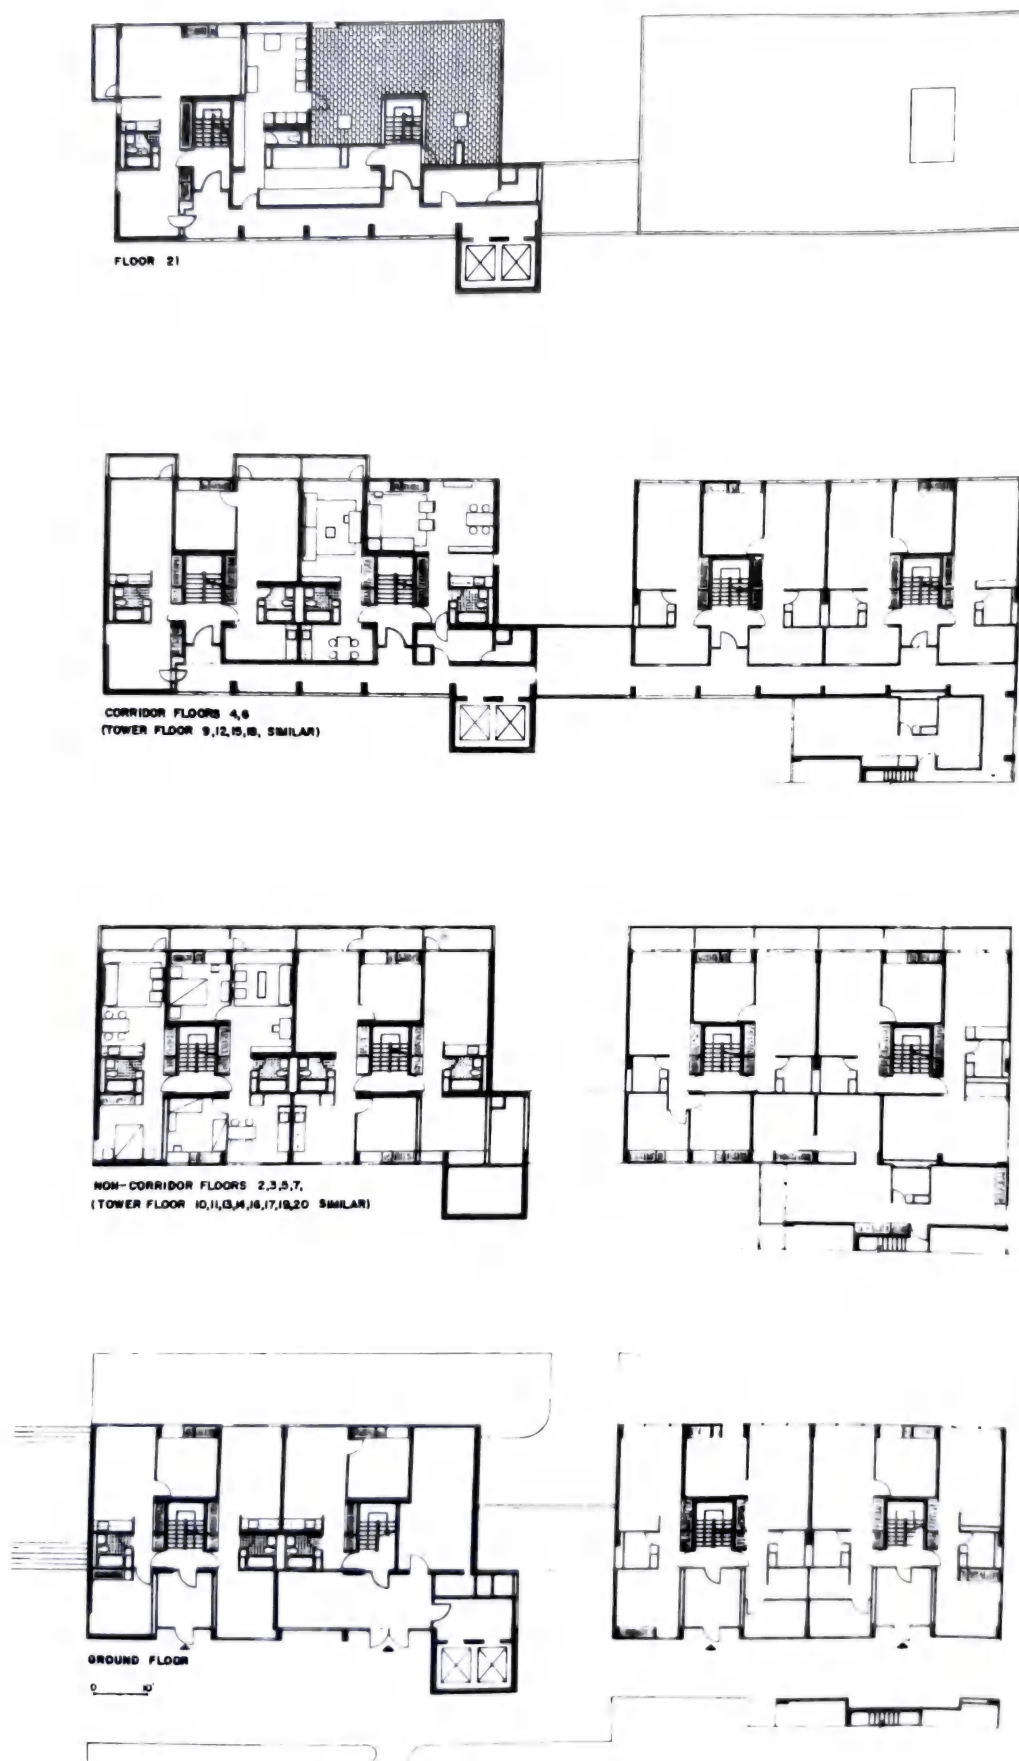 FLOOR 21
CORRIDOR FLOORS 4,6
(TOWER FLOOR 9,12,15,18, SIMILAR)
NON-CORRIDOR FLOORS 2,3,5,7,
(TOWER FLOOR 10,11,13,14,16,17,19,20 SIMILAR)
GROUND FLOOR
0 10'